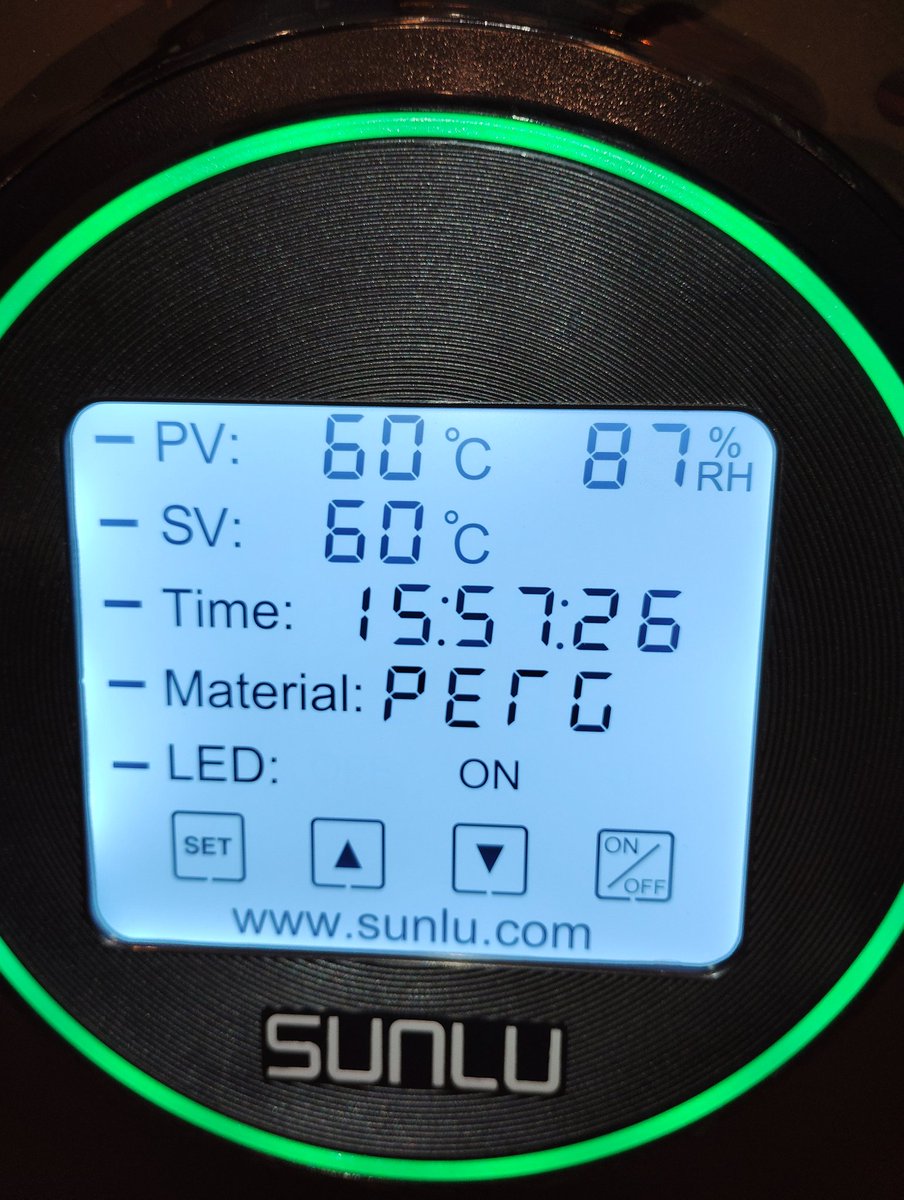 PV: 60 °C 87 % RH
SV: 60 °C
Time: 15:57:26
Material: PETG
LED: ON
SET ▲ ▼ ON/OFF
www.sunlu.com
SUNLU